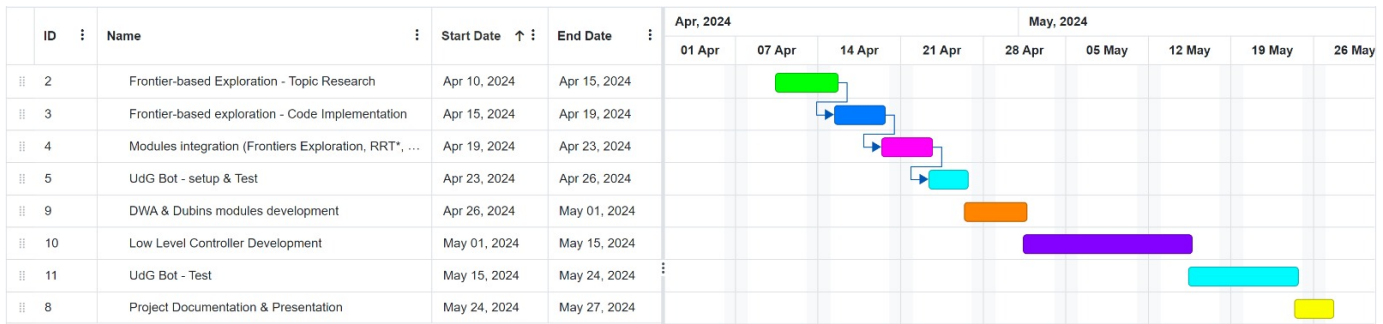 ID Name Start Date End Date Apr, 2024 May, 2024
01 Apr 07 Apr 14 Apr 21 Apr 28 Apr 05 May 12 May 19 May 26 May
2 Frontier-based Exploration - Topic Research Apr 10, 2024 Apr 15, 2024
3 Frontier-based exploration - Code Implementation Apr 15, 2024 Apr 19, 2024
4 Modules integration (Frontiers Exploration, RRT*, … Apr 19, 2024 Apr 23, 2024
5 UdG Bot - setup & Test Apr 23, 2024 Apr 26, 2024
9 DWA & Dubins modules development Apr 26, 2024 May 01, 2024
10 Low Level Controller Development May 01, 2024 May 15, 2024
11 UdG Bot - Test May 15, 2024 May 24, 2024
8 Project Documentation & Presentation May 24, 2024 May 27, 2024